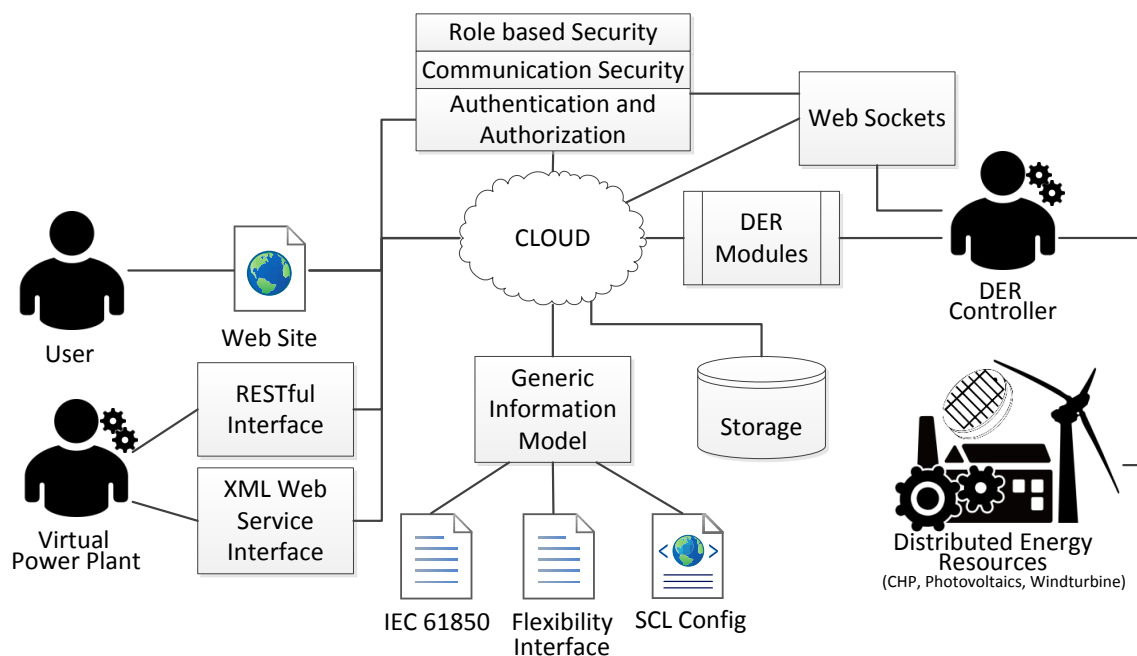 Role based Security
Communication Security
Authentication and
Authorization
Web Sockets
CLOUD
DER
Modules
DER
Controller
User
Web Site
RESTful
Interface
Virtual
Power Plant
XML Web
Service
Interface
Generic
Information
Model
Storage
IEC 61850
Flexibility
Interface
SCL Config
Distributed Energy
Resources
(CHP, Photovoltaics, Windturbine)